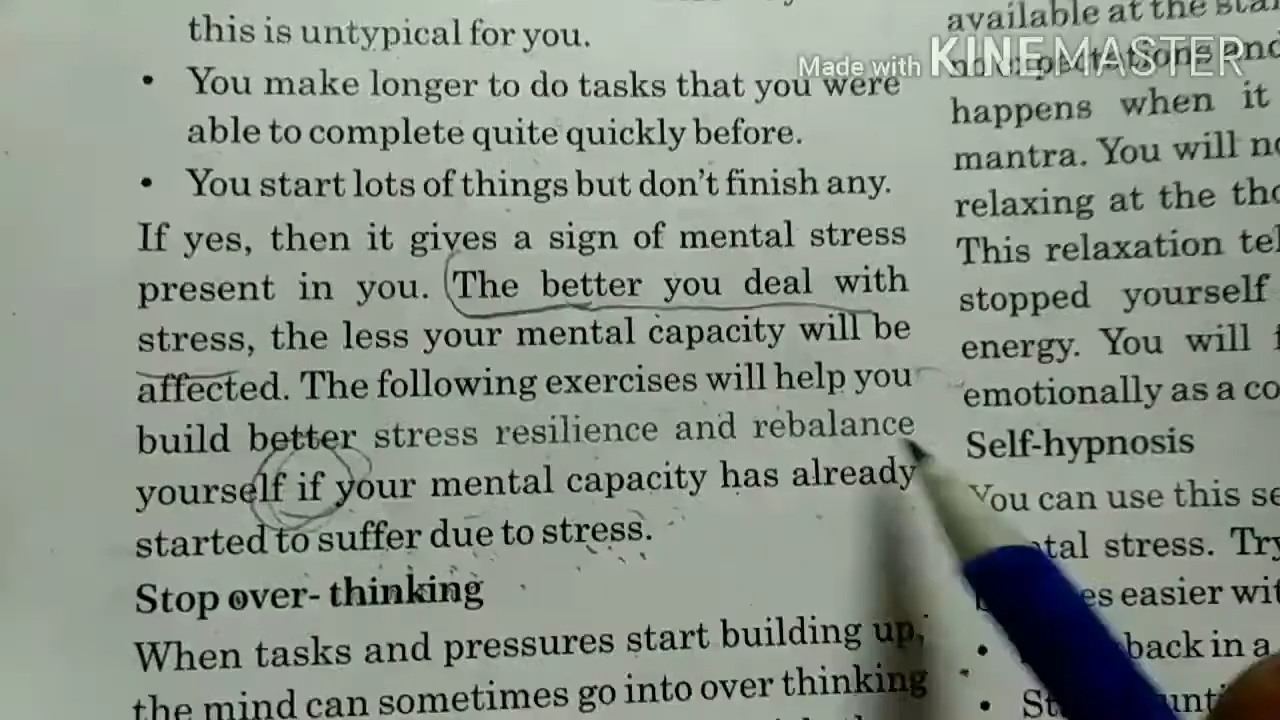 this is untypical for you.
• You make longer to do tasks that you were
able to complete quite quickly before.
• You start lots of things but don't finish any.
If yes, then it gives a sign of mental stress
present in you. The better you deal with
stress, the less your mental capacity will be
affected. The following exercises will help you
build better stress resilience and rebalance
yourself if your mental capacity has already
started to suffer due to stress.
Stop over- thinking
When tasks and pressures start building up,
the mind can sometimes go into over thinking
available at the
Made with KINEMASTER
happens when it
mantra. You will
relaxing at the
This relaxation
stopped yourself
energy. You will
emotionally as a
Self-hypnosis
You can use this
stress.
easier
• back in a
•